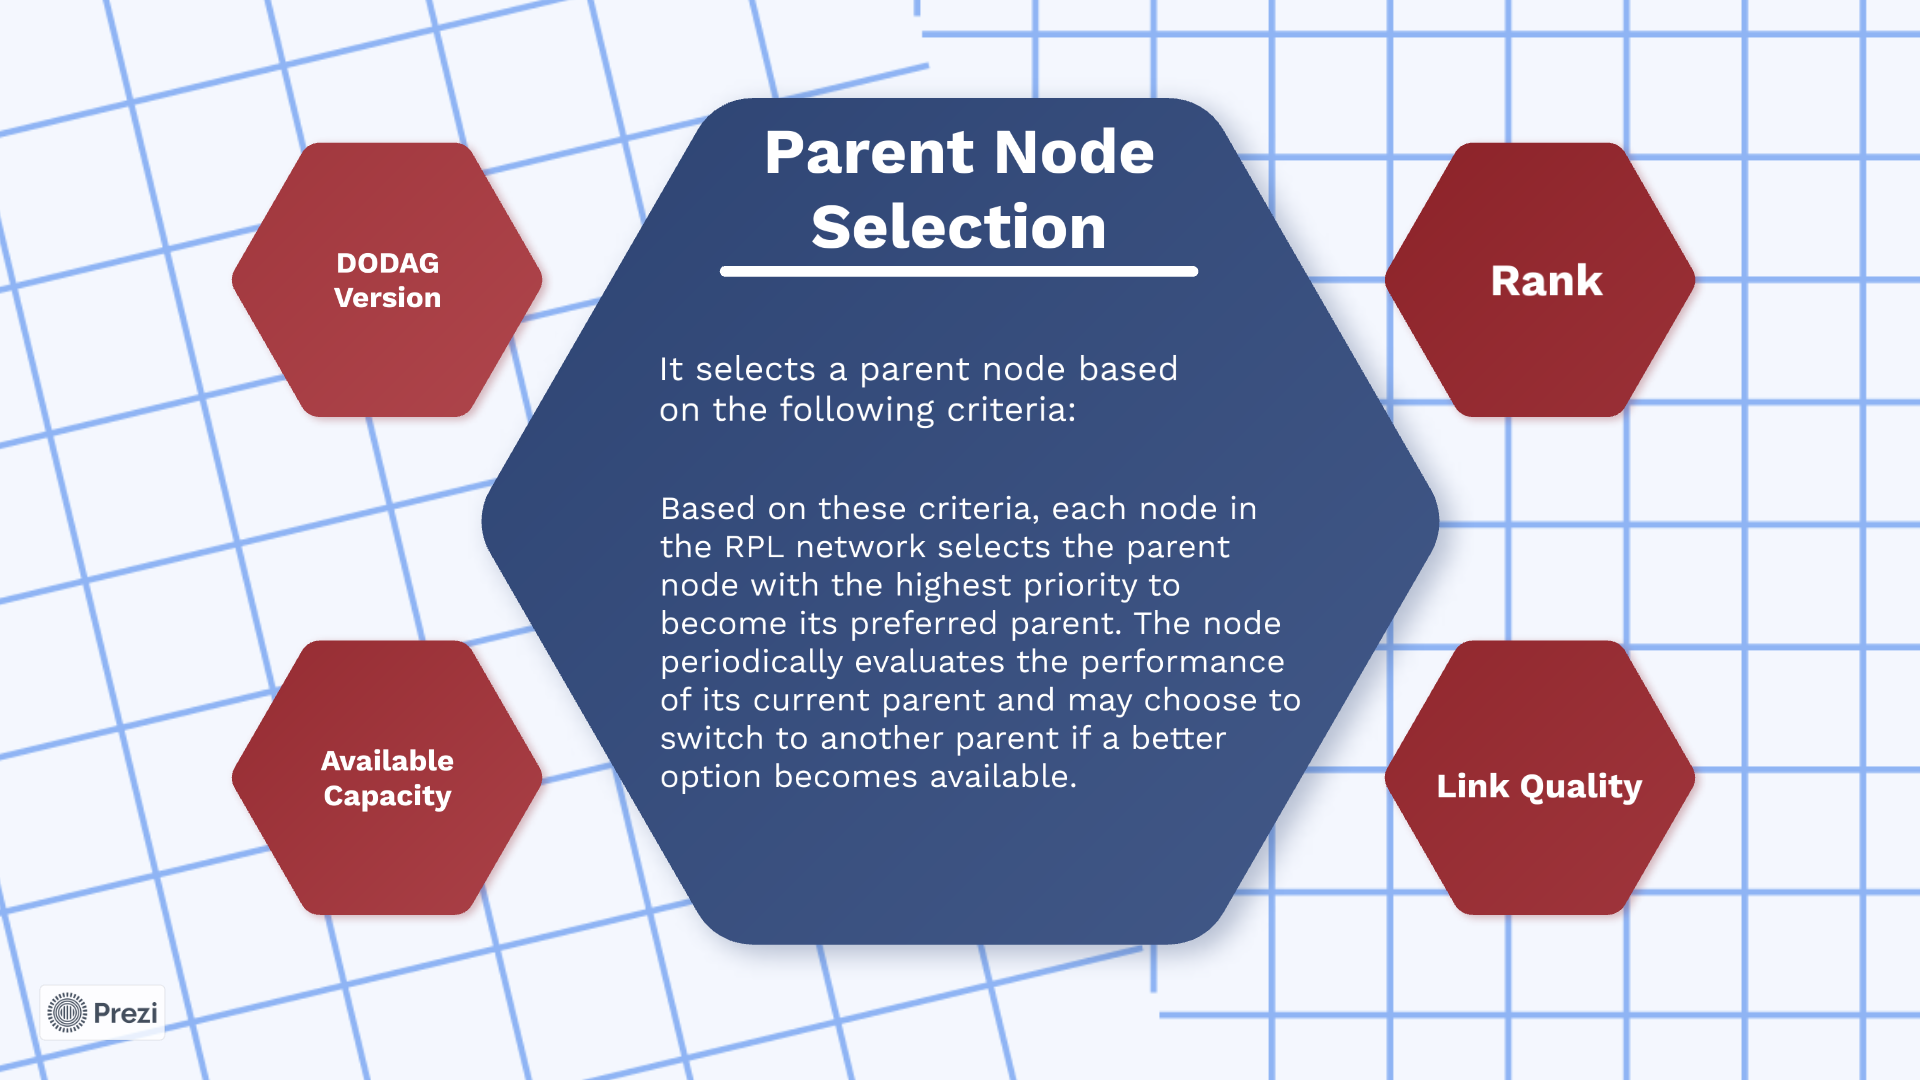 Parent Node
Selection
It selects a parent node based
on the following criteria:
Based on these criteria, each node in
the RPL network selects the parent
node with the highest priority to
become its preferred parent. The node
periodically evaluates the performance
of its current parent and may choose to
switch to another parent if a better
option becomes available.
DODAG
Version
Rank
Available
Capacity
Link Quality
Prezi